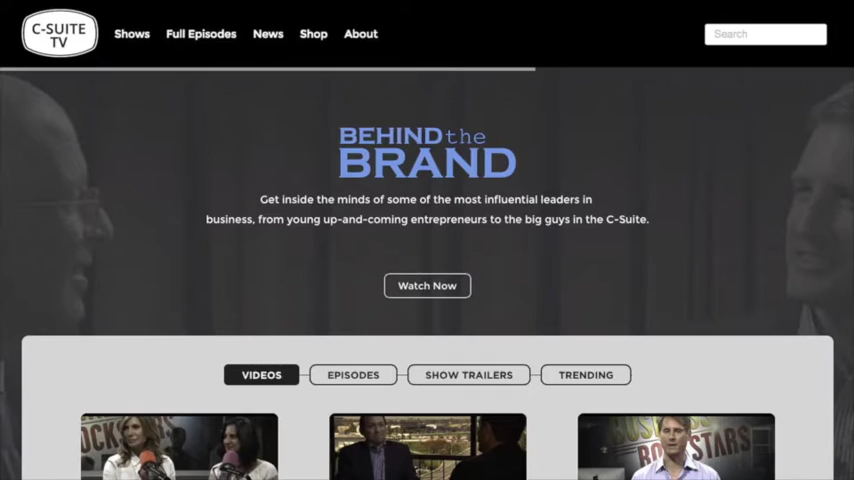 C-SUITE
TV
Shows
Full Episodes
News
Shop
About
Search
BEHIND the
BRAND
Get inside the minds of some of the most influential leaders in
business, from young up-and-coming entrepreneurs to the big guys in the C-Suite.
Watch Now
VIDEOS
EPISODES
SHOW TRAILERS
TRENDING
ROCKSTARS